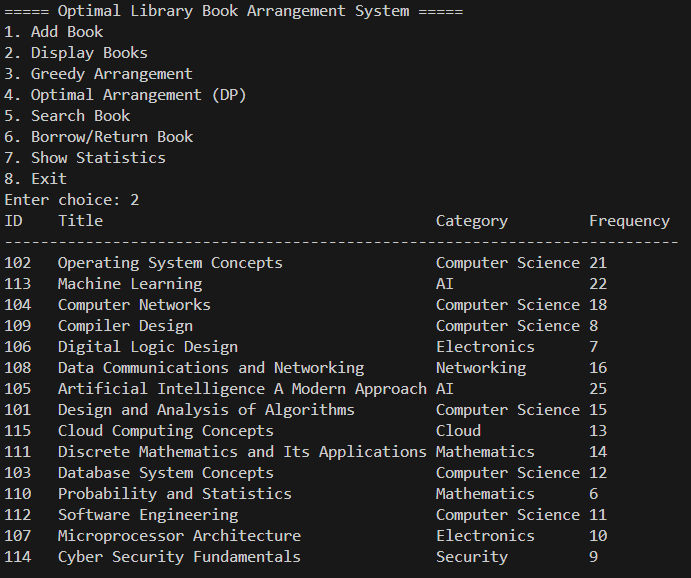 ===== Optimal Library Book Arrangement System =====
1. Add Book
2. Display Books
3. Greedy Arrangement
4. Optimal Arrangement (DP)
5. Search Book
6. Borrow/Return Book
7. Show Statistics
8. Exit
Enter choice: 2
ID    Title                                     Category         Frequency
---------------------------------------------------------------------------
102   Operating System Concepts                 Computer Science 21
113   Machine Learning                          AI               22
104   Computer Networks                         Computer Science 18
109   Compiler Design                           Computer Science 8
106   Digital Logic Design                      Electronics      7
108   Data Communications and Networking        Networking       16
105   Artificial Intelligence A Modern Approach AI               25
101   Design and Analysis of Algorithms         Computer Science 15
115   Cloud Computing Concepts                  Cloud            13
111   Discrete Mathematics and Its Applications Mathematics      14
103   Database System Concepts                  Computer Science 12
110   Probability and Statistics                Mathematics      6
112   Software Engineering                      Computer Science 11
107   Microprocessor Architecture               Electronics      10
114   Cyber Security Fundamentals               Security         9